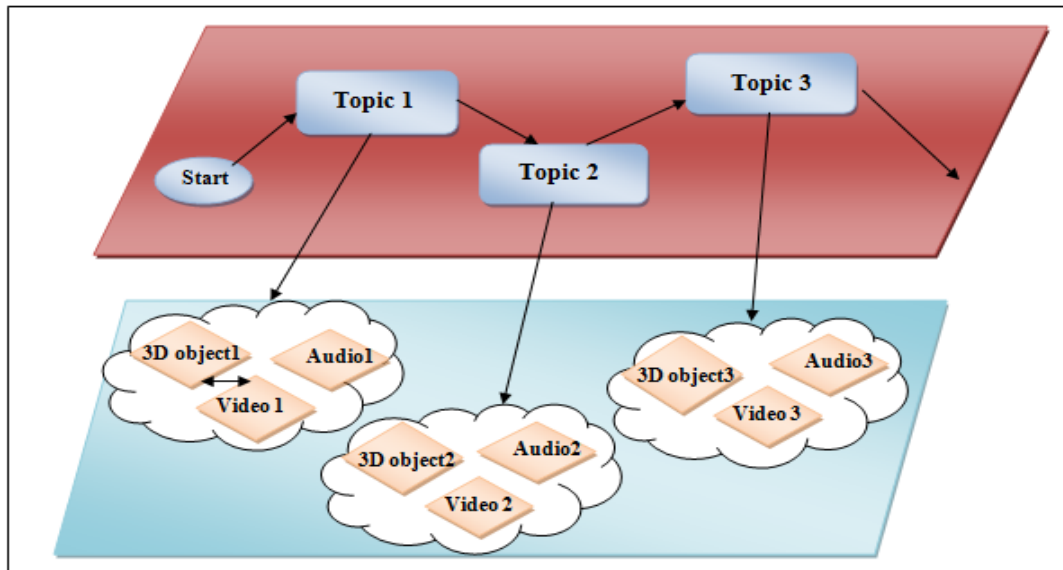 Start
Topic 1
Topic 2
Topic 3
3D object1
Audio1
Video 1
3D object2
Audio2
Video 2
3D object3
Audio3
Video 3